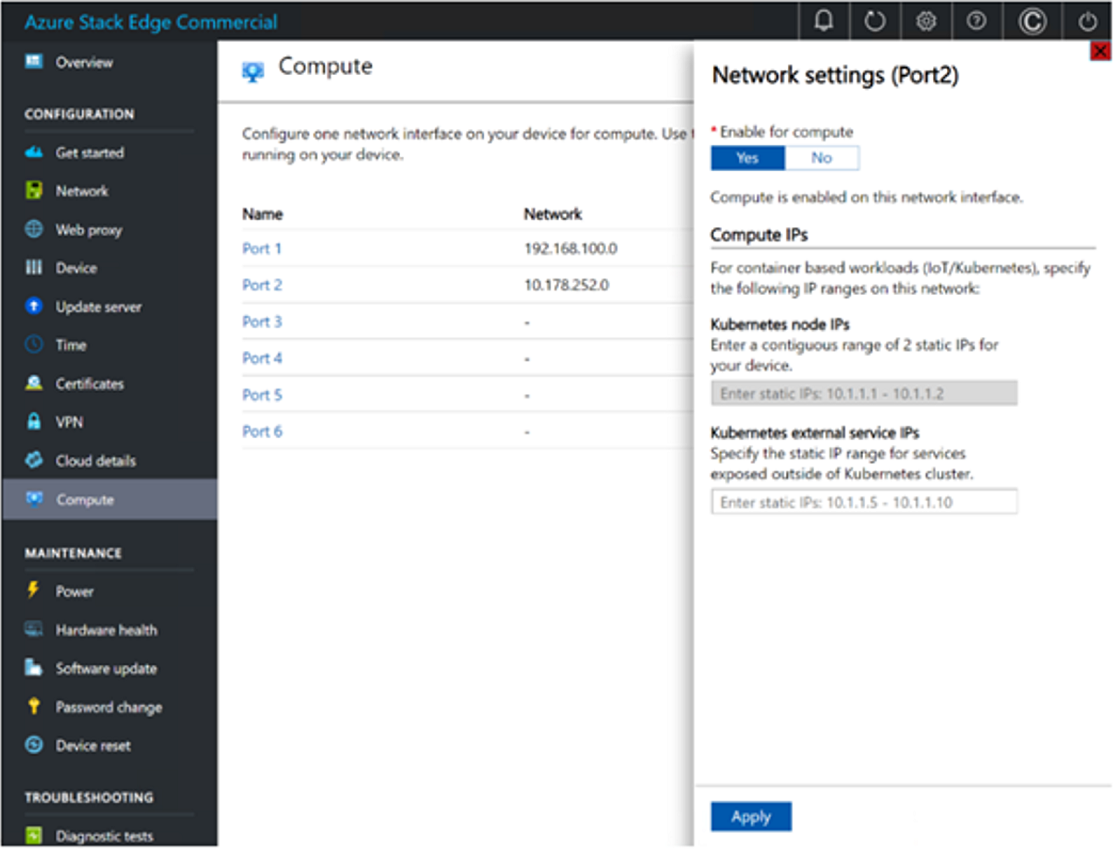 Azure Stack Edge Commercial
Overview
CONFIGURATION
Get started
Network
Web proxy
Device
Update server
Time
Certificates
VPN
Cloud details
Compute
MAINTENANCE
Power
Hardware health
Software update
Password change
Device reset
TROUBLESHOOTING
Diagnostic tests
Compute
Configure one network interface on your device for compute. Use
running on your device.
Name Network
Port 1 192.168.100.0
Port 2 10.178.252.0
Port 3 -
Port 4 -
Port 5 -
Port 6 -
Network settings (Port2)
* Enable for compute
Yes No
Compute is enabled on this network interface.
Compute IPs
For container based workloads (IoT/Kubernetes), specify
the following IP ranges on this network:
Kubernetes node IPs
Enter a contiguous range of 2 static IPs for
your device.
Enter static IPs: 10.1.1.1 - 10.1.1.2
Kubernetes external service IPs
Specify the static IP range for services
exposed outside of Kubernetes cluster.
Enter static IPs: 10.1.1.5 - 10.1.1.10
Apply